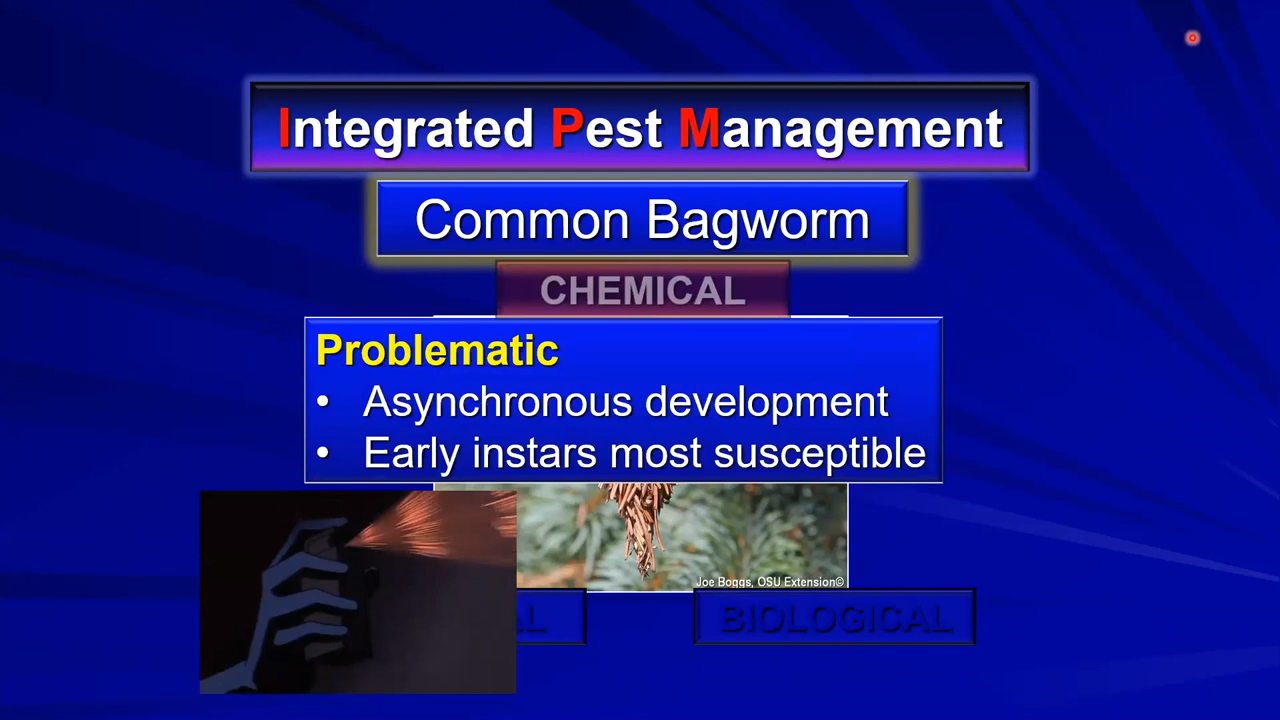 Integrated Pest Management
Common Bagworm
CHEMICAL
Problematic
• Asynchronous development
• Early instars most susceptible
Joe Boggs, OSU Extension©
BIOLOGICAL